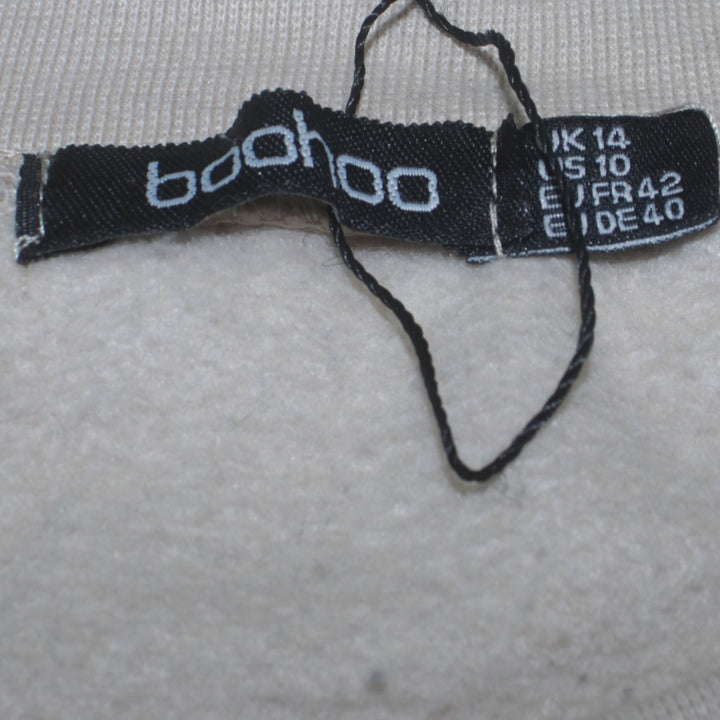 boohoo
UK 14
US 10
EU FR 42
EU DE 40